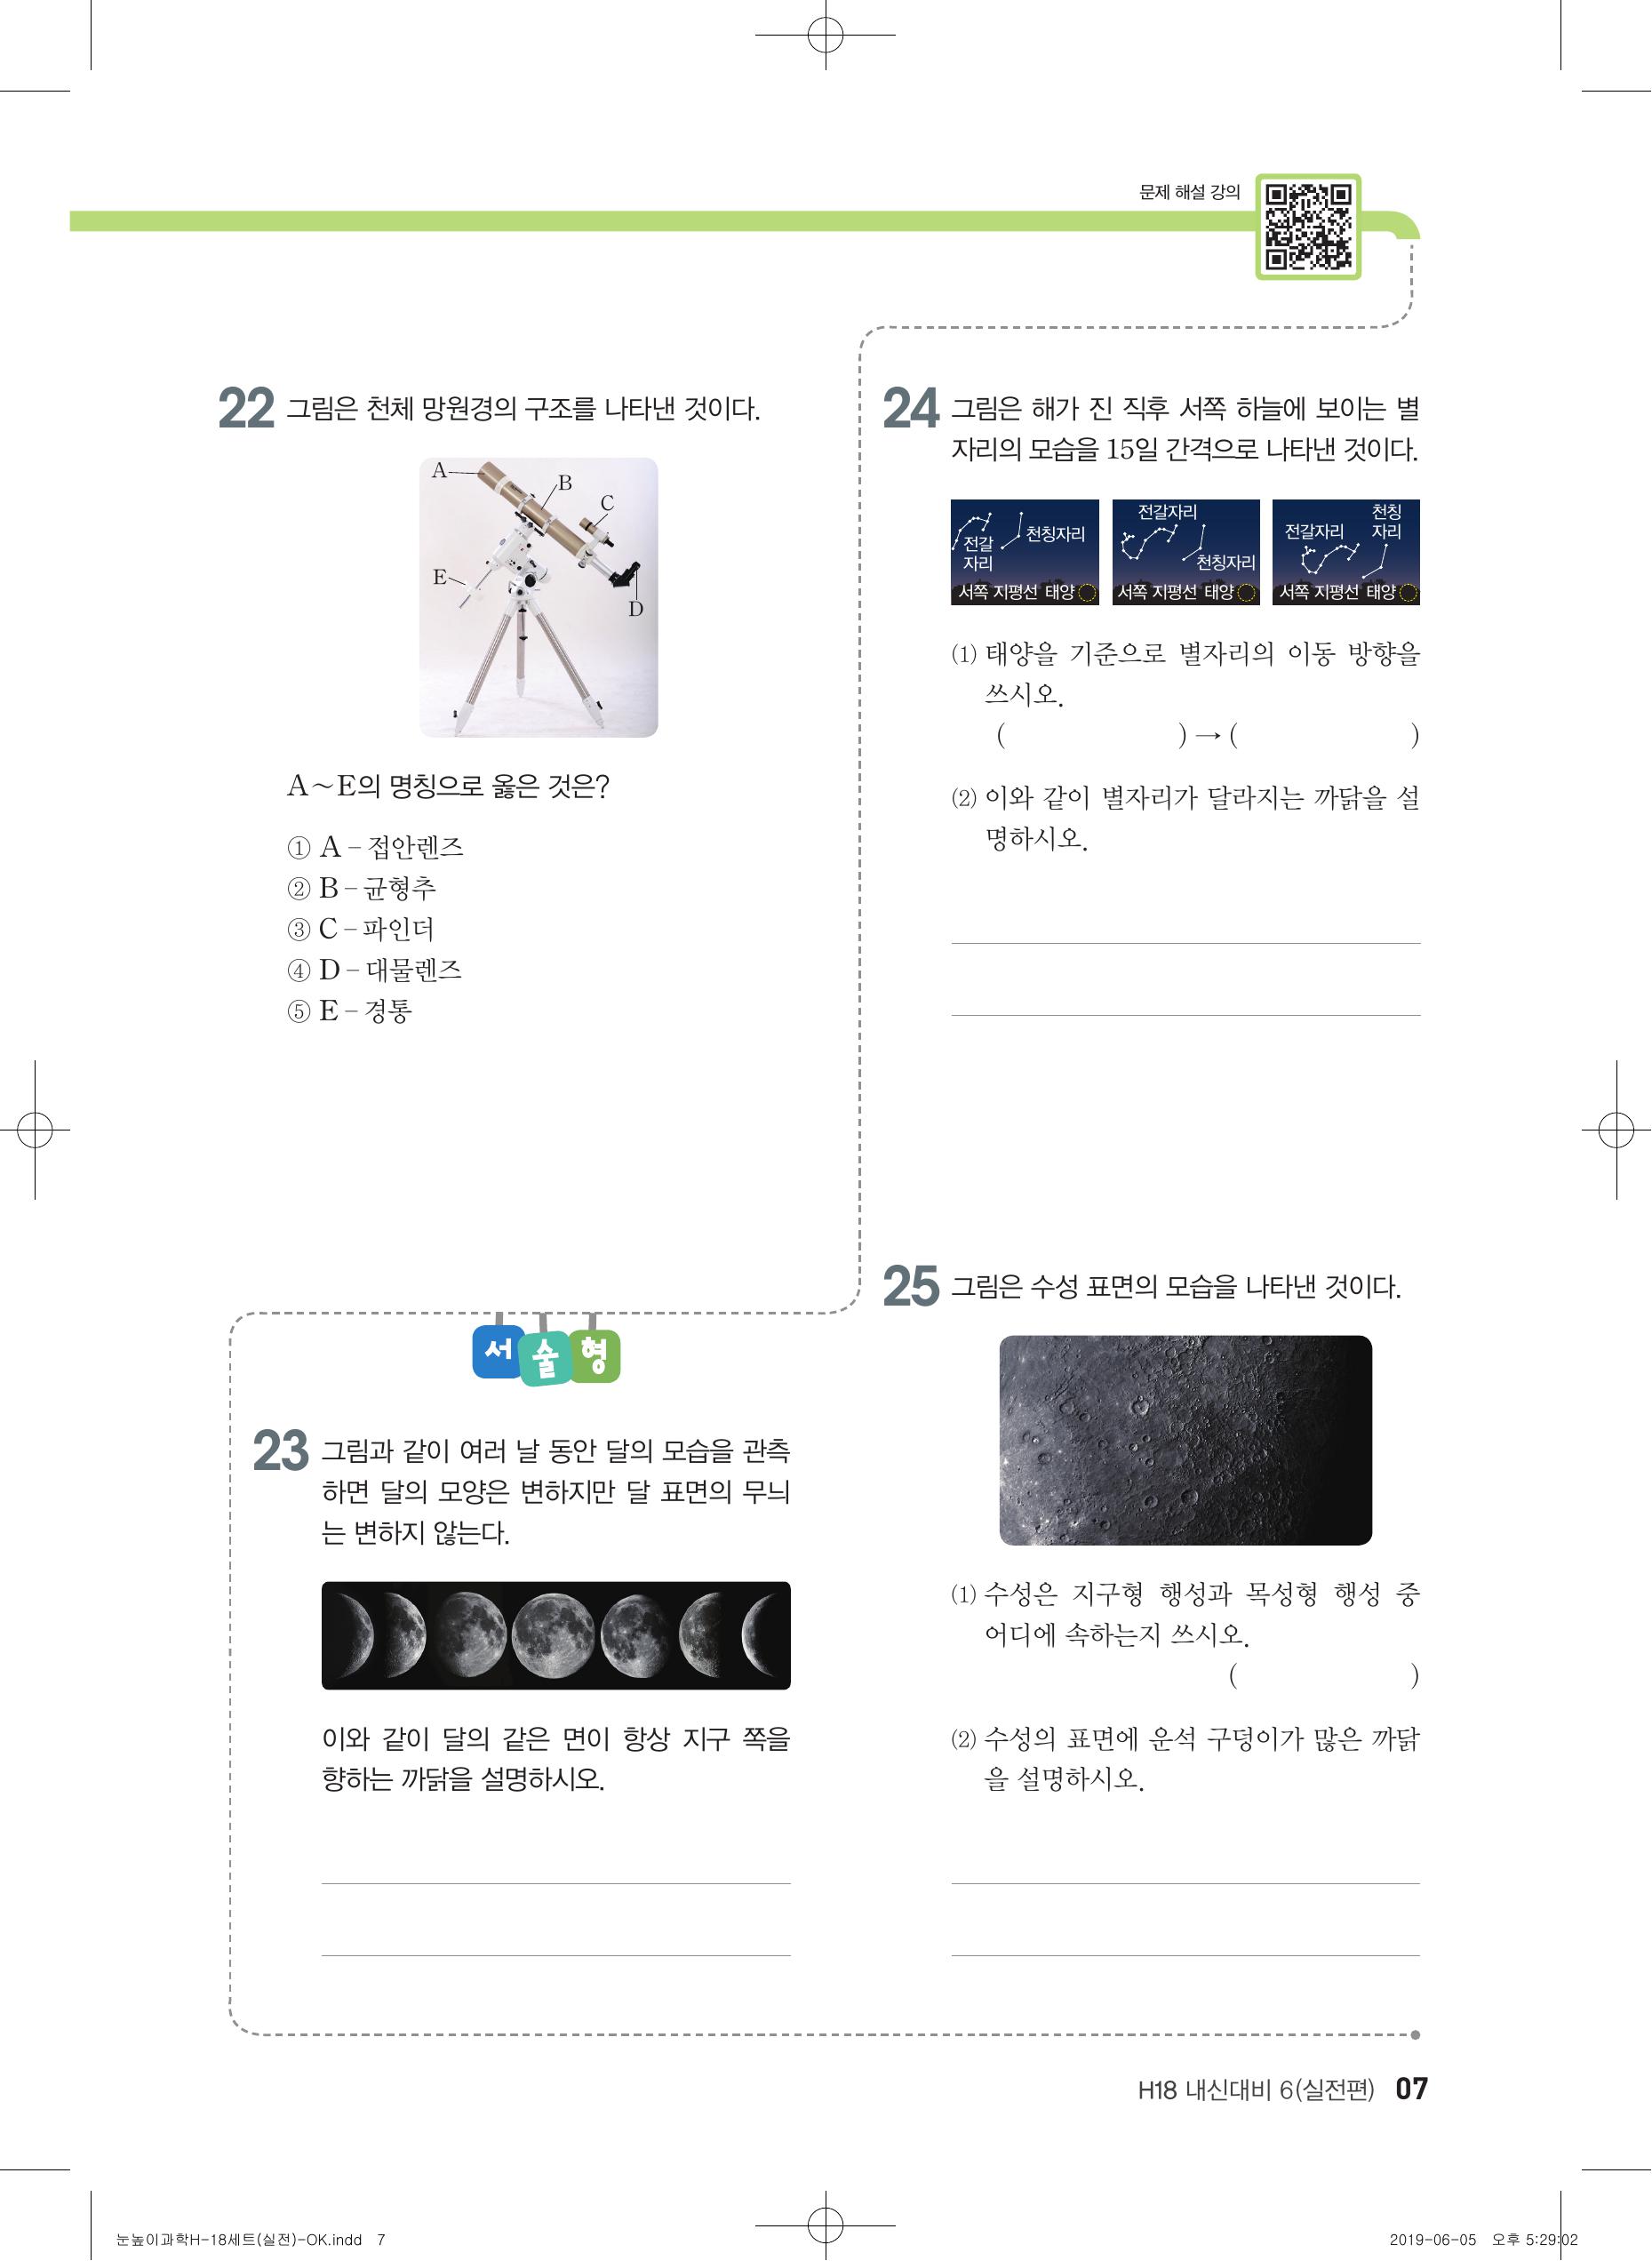 문제 해설 강의
22 그림은 천체 망원경의 구조를 나타낸 것이다.
A
B
C
E
D
A~E의 명칭으로 옳은 것은?
① A - 접안렌즈
② B - 균형추
③ C - 파인더
④ D - 대물렌즈
⑤ E - 경통
서술형
23 그림과 같이 여러 날 동안 달의 모습을 관측
하면 달의 모양은 변하지만 달 표면의 무늬
는 변하지 않는다.
이와 같이 달의 같은 면이 항상 지구 쪽을
향하는 까닭을 설명하시오.
24 그림은 해가 진 직후 서쪽 하늘에 보이는 별
자리의 모습을 15일 간격으로 나타낸 것이다.
전갈
자리
천칭자리
서쪽 지평선 태양
전갈자리
천칭자리
서쪽 지평선 태양
전갈자리
천칭
자리
서쪽 지평선 태양
(1) 태양을 기준으로 별자리의 이동 방향을
쓰시오.
( ) → ( )
(2) 이와 같이 별자리가 달라지는 까닭을 설
명하시오.
25 그림은 수성 표면의 모습을 나타낸 것이다.
(1) 수성은 지구형 행성과 목성형 행성 중
어디에 속하는지 쓰시오.
( )
(2) 수성의 표면에 운석 구덩이가 많은 까닭
을 설명하시오.
H18 내신대비 6(실전편) 07
눈높이과학H-18세트(실전)-OK.indd 7
2019-06-05 오후 5:29:02